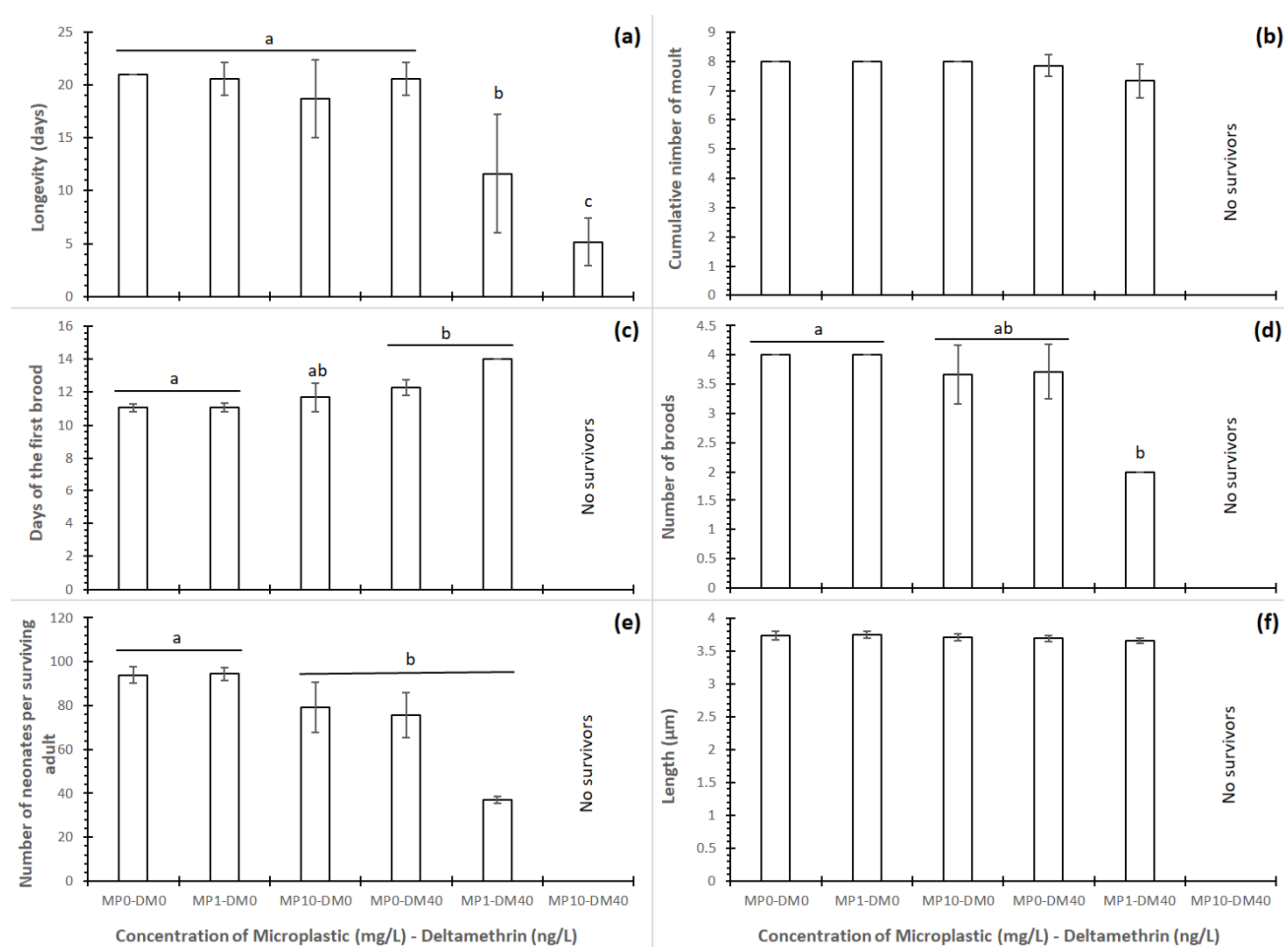 (a)
a
b
c
Longevity (days)
25
20
15
10
5
0
(b)
Cumulative nimber of moult
9
8
7
6
5
4
3
2
1
0
No survivors
(c)
a
ab
b
Days of the first brood
16
14
12
10
8
6
4
2
0
No survivors
(d)
a
ab
b
Number of broods
4.5
4
3.5
3
2.5
2
1.5
1
0.5
0
No survivors
(e)
a
b
Number of neonates per surviving
adult
120
100
80
60
40
20
0
No survivors
MP0-DM0 MP1-DM0 MP10-DM0 MP0-DM40 MP1-DM40 MP10-DM40
Concentration of Microplastic (mg/L) - Deltamethrin (ng/L)
(f)
Length (µm)
4
3.5
3
2.5
2
1.5
1
0.5
0
No survivors
MP0-DM0 MP1-DM0 MP10-DM0 MP0-DM40 MP1-DM40 MP10-DM40
Concentration of Microplastic (mg/L) - Deltamethrin (ng/L)